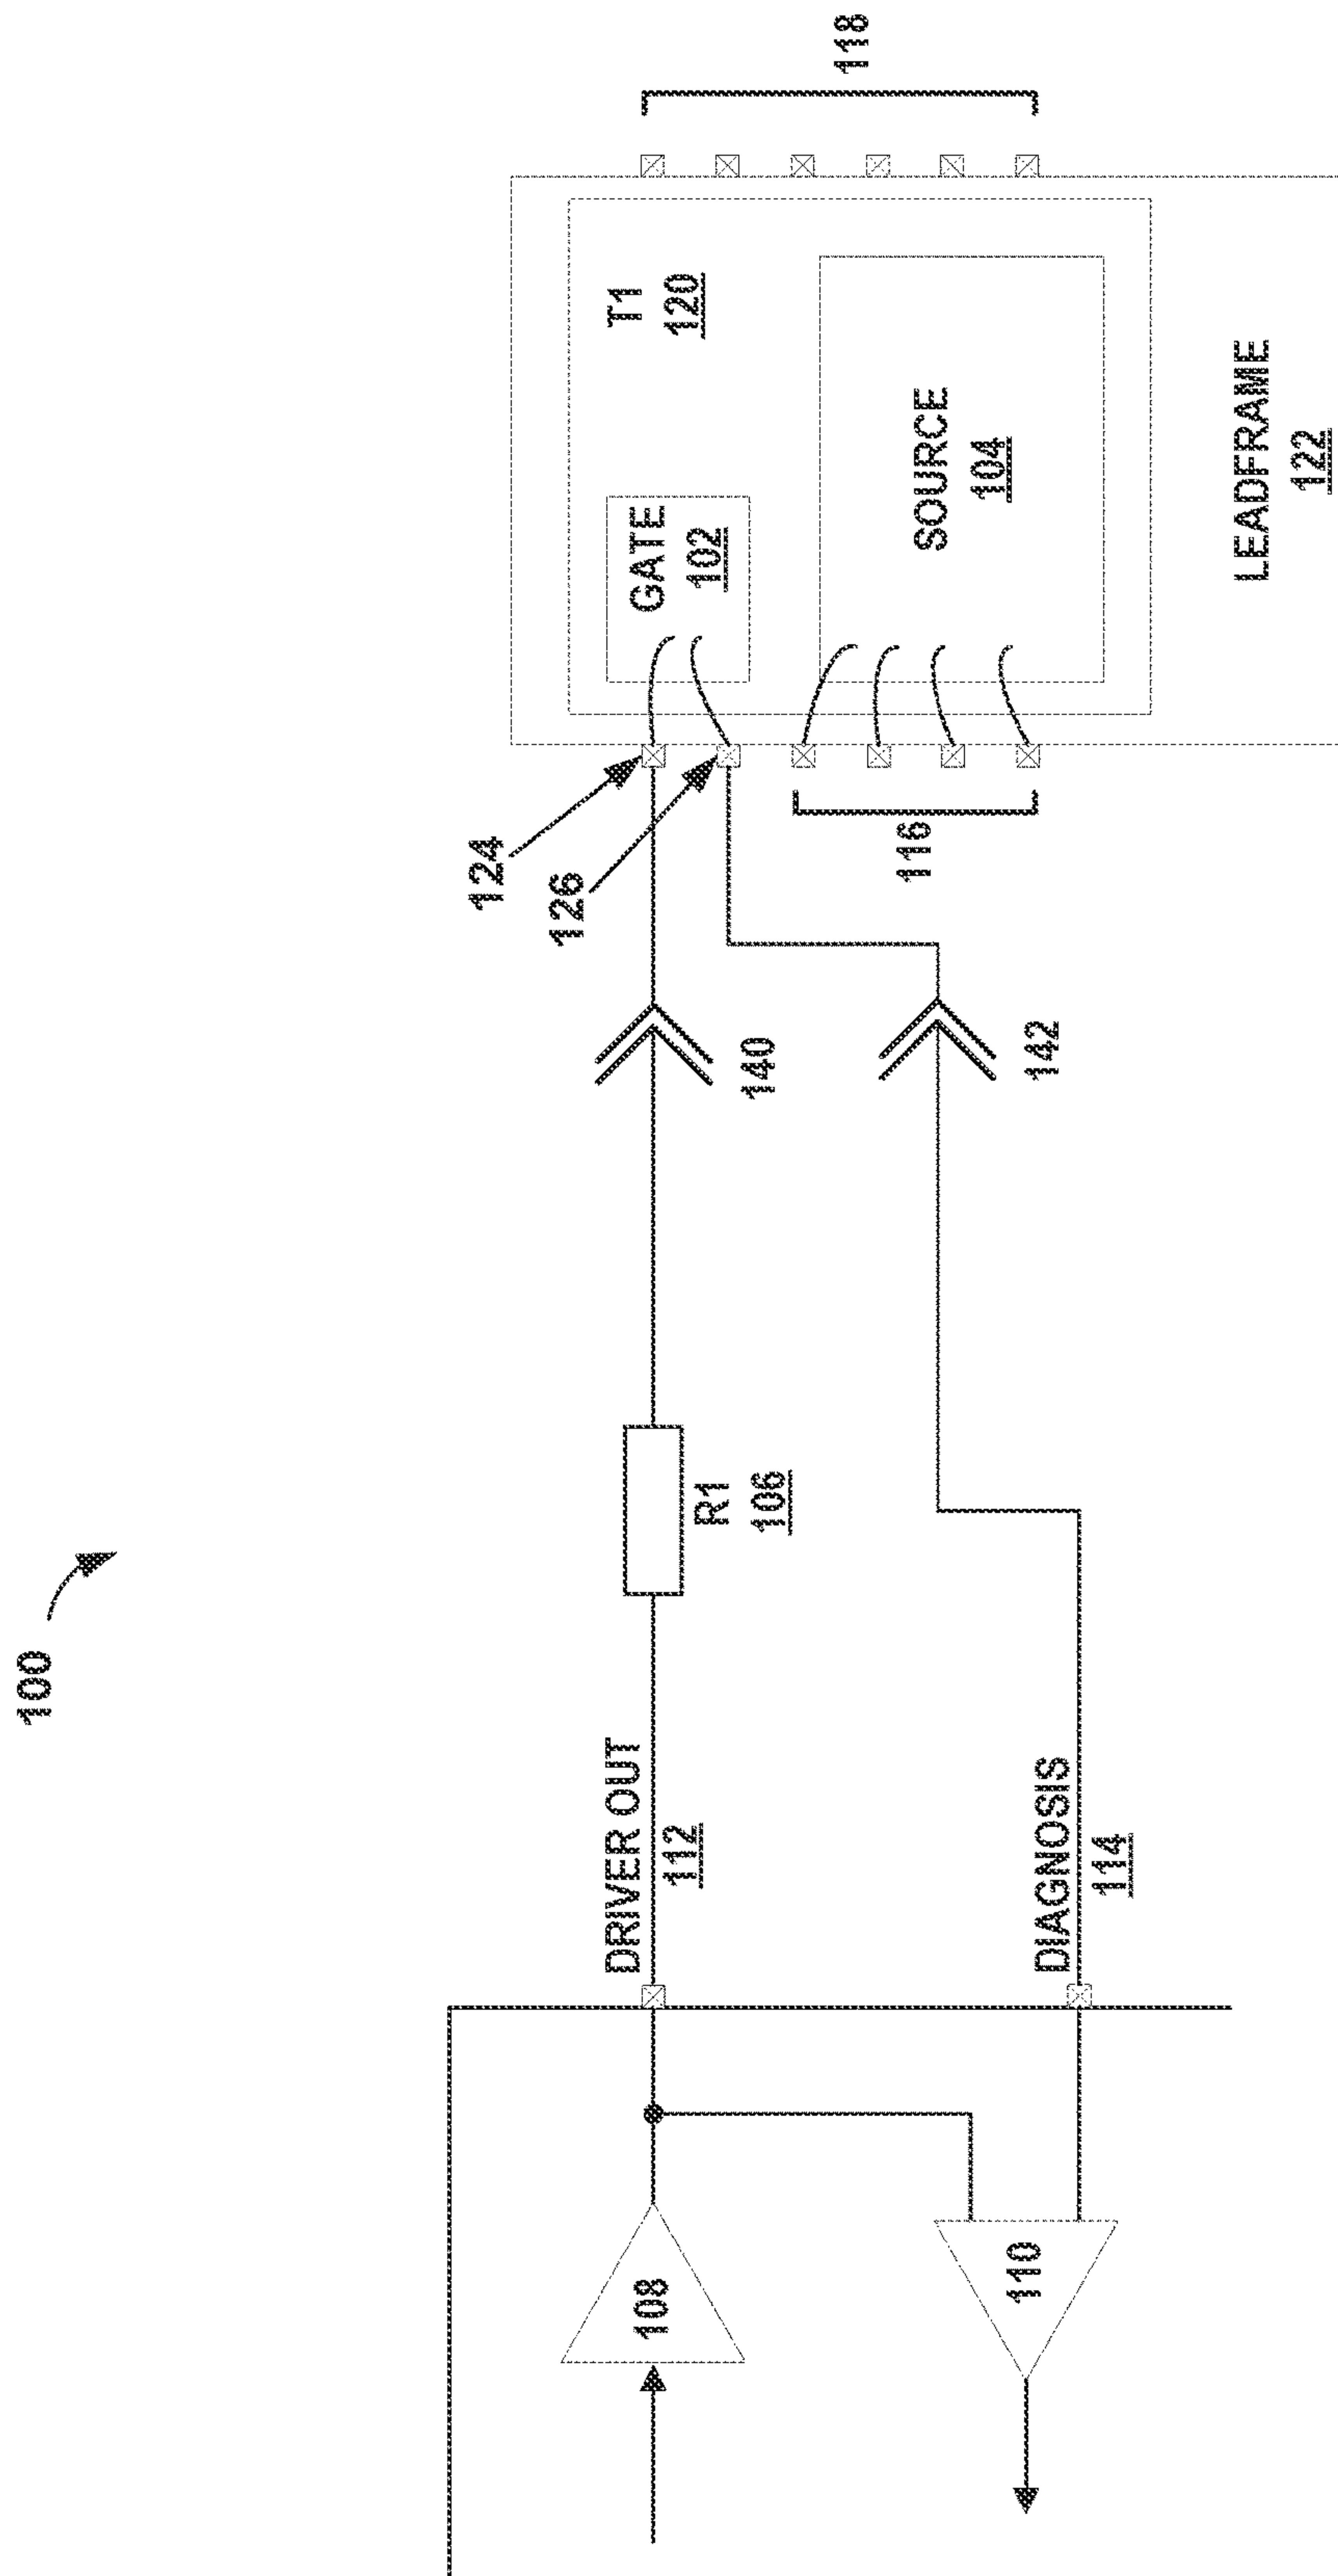 100
108
110
DRIVER OUT
112
DIAGNOSIS
114
R1
106
140
142
124
126
116
GATE
102
T1
120
SOURCE
104
LEADFRAME
122
118